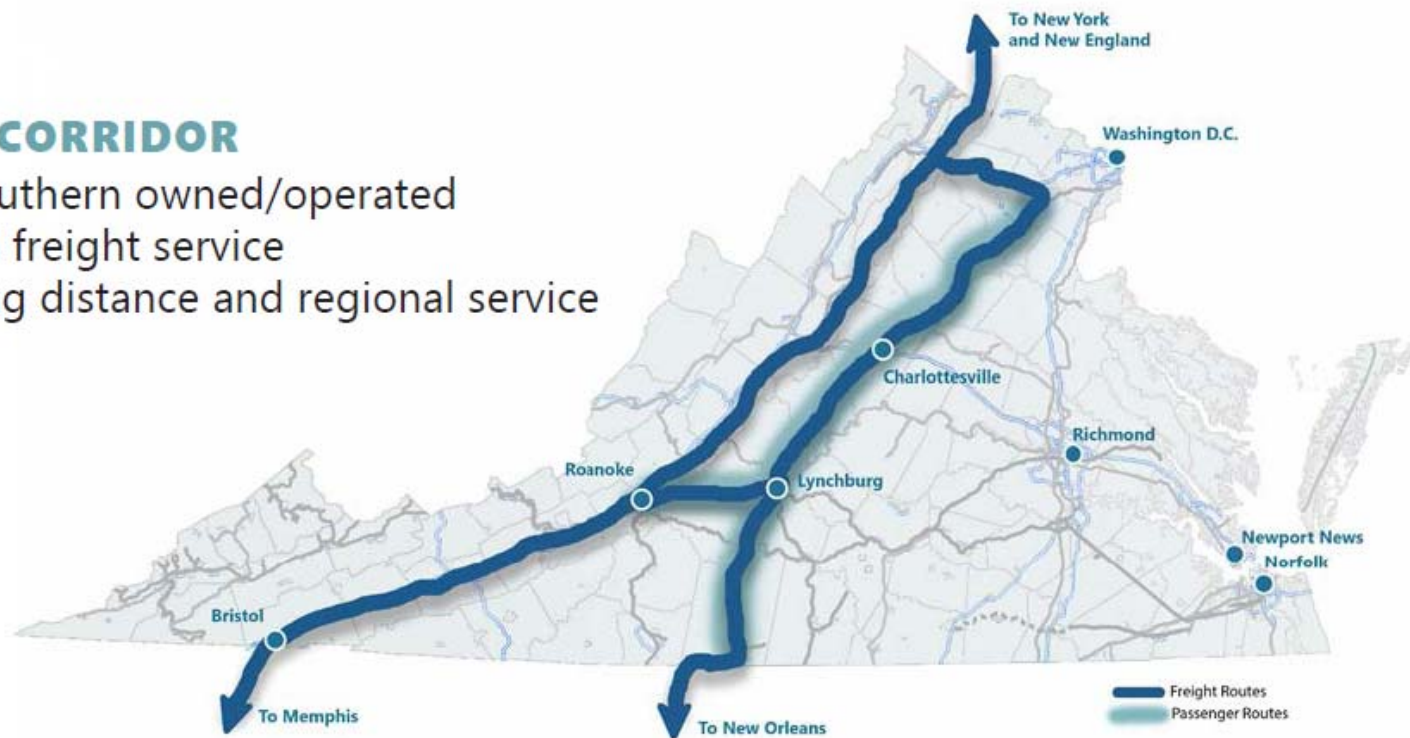 CORRIDOR
uthern owned/operated
freight service
g distance and regional service
To New York
and New England
Washington D.C.
Charlottesville
Richmond
Roanoke
Lynchburg
Newport News
Norfolk
Bristol
To Memphis
To New Orleans
Freight Routes
Passenger Routes